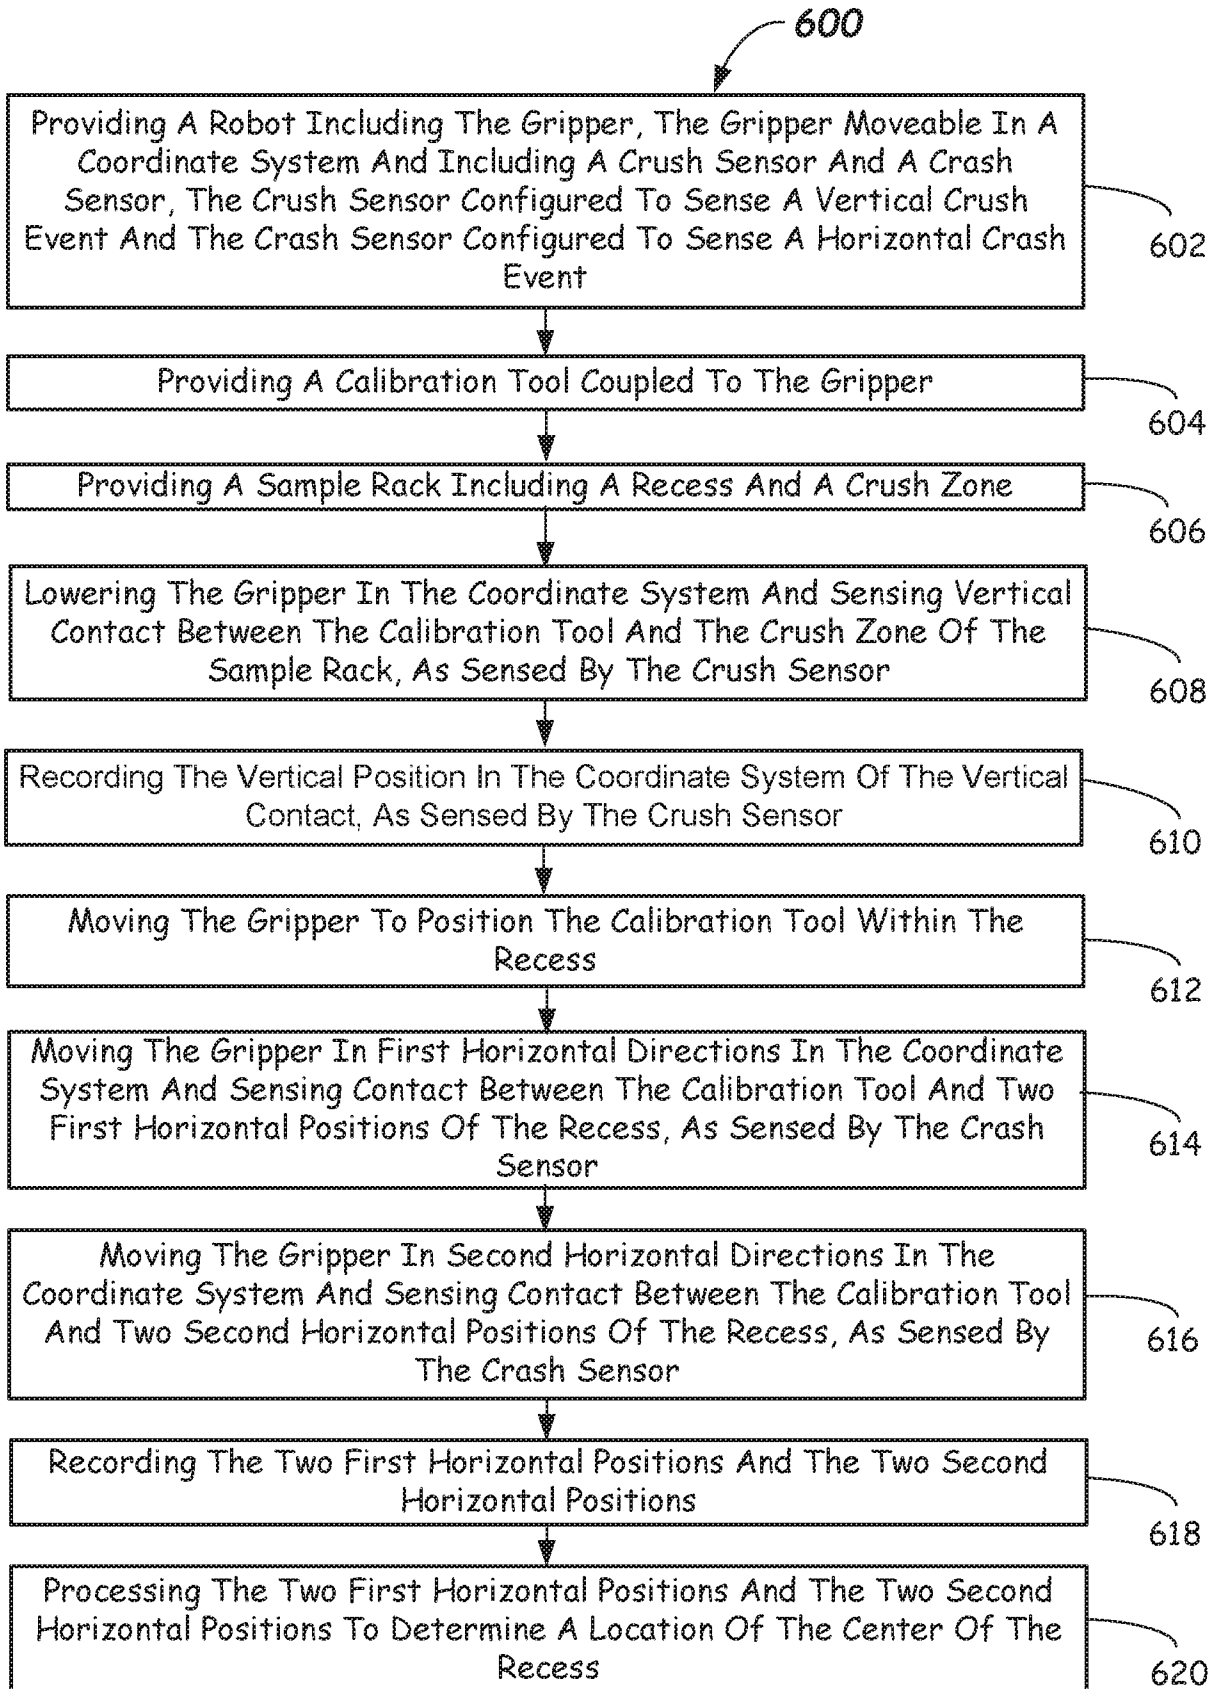 600
Providing A Robot Including The Gripper, The Gripper Moveable In A
Coordinate System And Including A Crush Sensor And A Crash
Sensor, The Crush Sensor Configured To Sense A Vertical Crush
Event And The Crash Sensor Configured To Sense A Horizontal Crash
Event
602
Providing A Calibration Tool Coupled To The Gripper
604
Providing A Sample Rack Including A Recess And A Crush Zone
606
Lowering The Gripper In The Coordinate System And Sensing Vertical
Contact Between The Calibration Tool And The Crush Zone Of The
Sample Rack, As Sensed By The Crush Sensor
608
Recording The Vertical Position In The Coordinate System Of The Vertical
Contact, As Sensed By The Crush Sensor
610
Moving The Gripper To Position The Calibration Tool Within The
Recess
612
Moving The Gripper In First Horizontal Directions In The Coordinate
System And Sensing Contact Between The Calibration Tool And Two
First Horizontal Positions Of The Recess, As Sensed By The Crash
Sensor
614
Moving The Gripper In Second Horizontal Directions In The
Coordinate System And Sensing Contact Between The Calibration Tool
And Two Second Horizontal Positions Of The Recess, As Sensed By
The Crash Sensor
616
Recording The Two First Horizontal Positions And The Two Second
Horizontal Positions
618
Processing The Two First Horizontal Positions And The Two Second
Horizontal Positions To Determine A Location Of The Center Of The
Recess
620